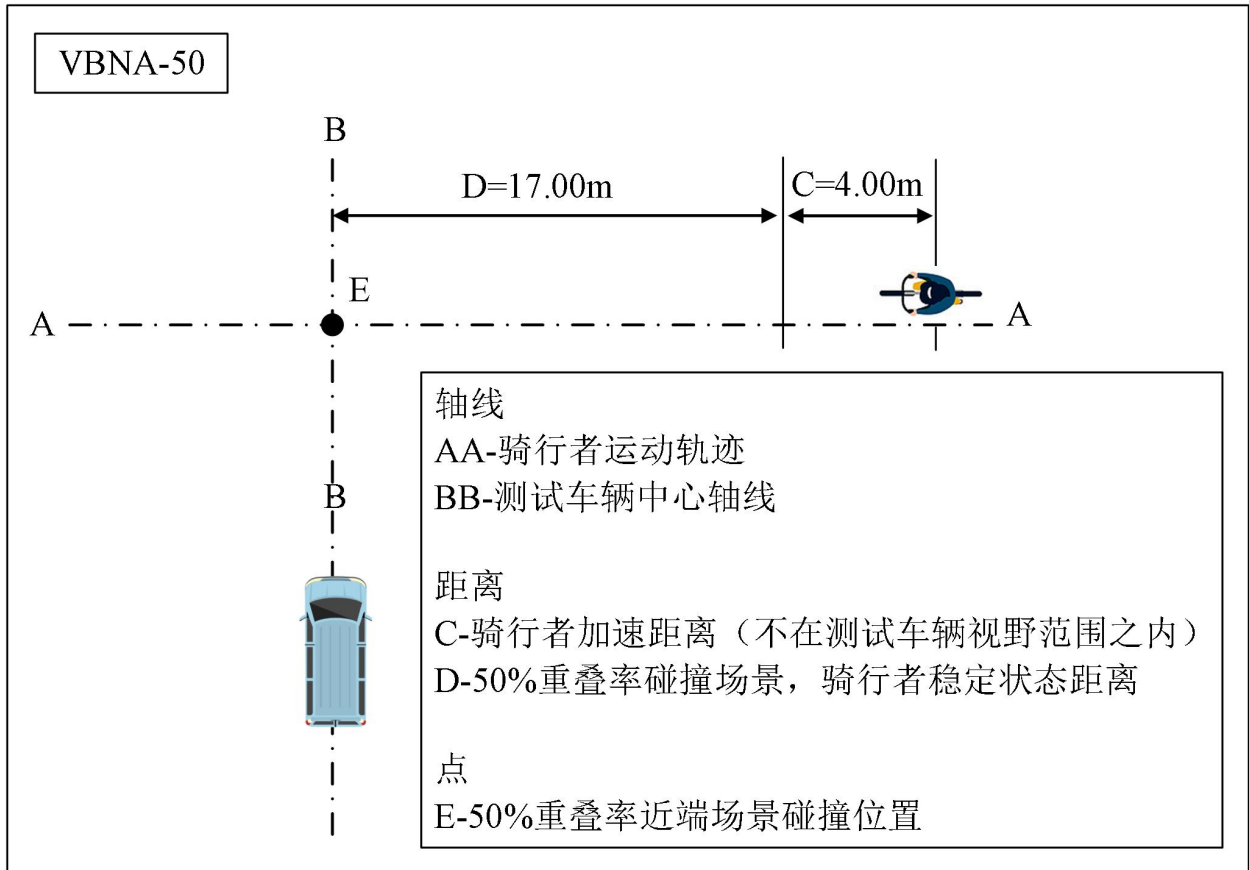 VBNA-50
B
D=17.00m
C=4.00m
E
A
A
B
轴线
AA-骑行者运动轨迹
BB-测试车辆中心轴线
距离
C-骑行者加速距离（不在测试车辆视野范围之内）
D-50%重叠率碰撞场景，骑行者稳定状态距离
点
E-50%重叠率近端场景碰撞位置